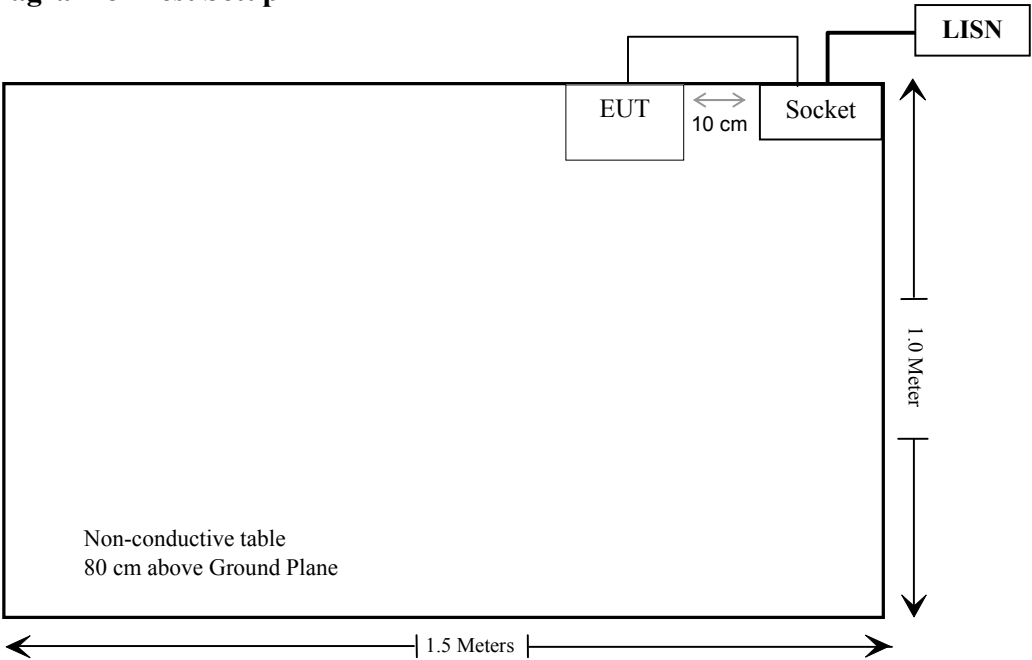 LISN
EUT
Socket
10 cm
1.0 Meter
Non-conductive table
80 cm above Ground Plane
1.5 Meters